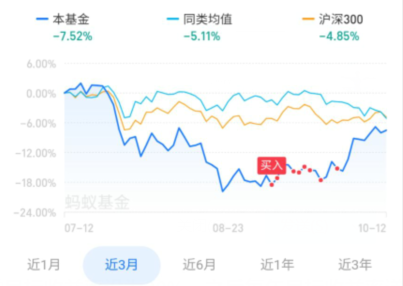 本基金 同类均值 沪深300
-7.52% -5.11% -4.85%
6.00%
0.00%
-6.00%
-12.00%
买入
-18.00%
蚂蚁基金
-24.00%
07-12 08-23 10-12
近1月 近3月 近6月 近1年 近3年